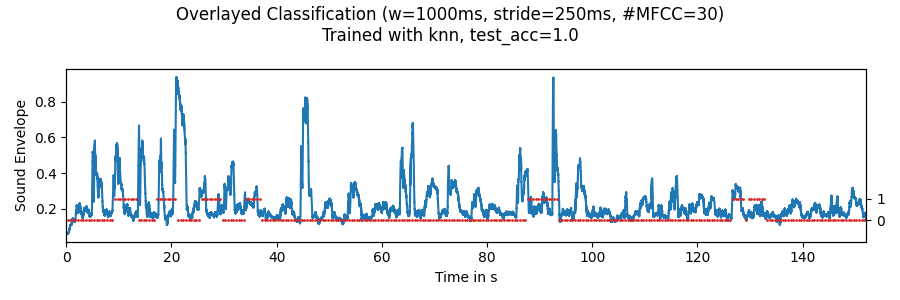 Overlayed Classification (w=1000ms, stride=250ms, #MFCC=30)
Trained with knn, test_acc=1.0
Sound Envelope
0.8
0.6
0.4
0.2
1
0
0 20 40 60 80 100 120 140
Time in s